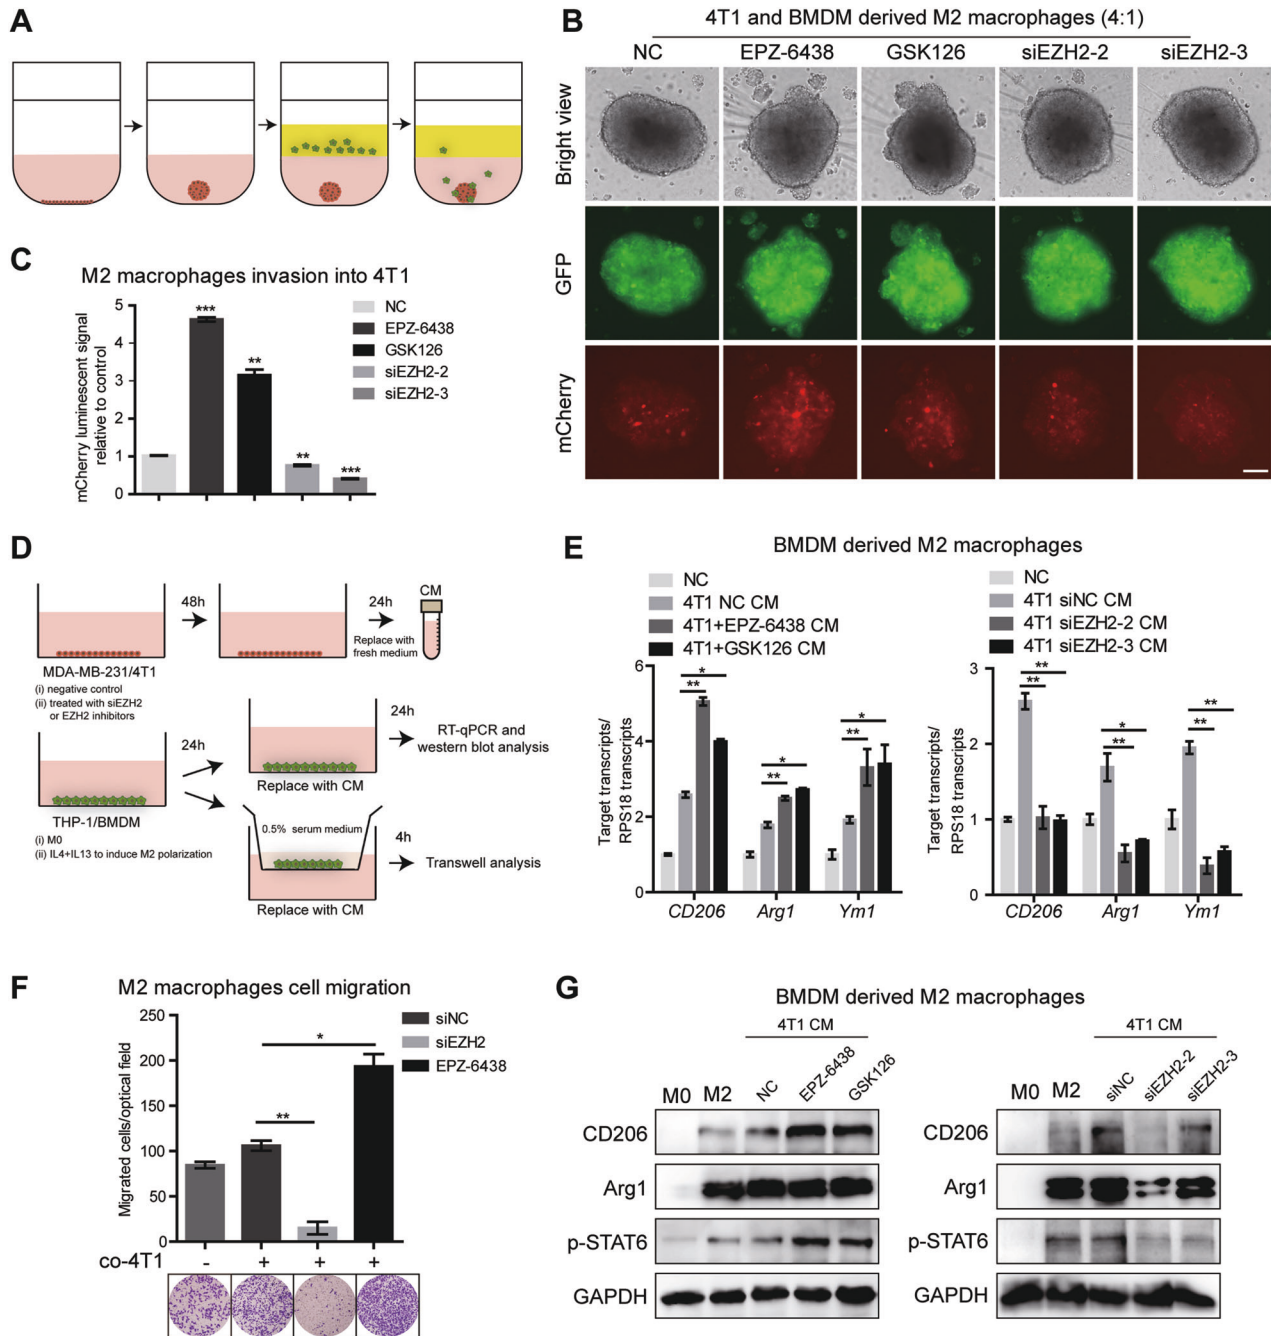 A
B
4T1 and BMDM derived M2 macrophages (4:1)
NC EPZ-6438 GSK126 siEZH2-2 siEZH2-3
Bright view
GFP
mCherry
C
M2 macrophages invasion into 4T1
mCherry luminescent signal
relative to control
5
4
3
2
1
0
*** ** ** ***
NC
EPZ-6438
GSK126
siEZH2-2
siEZH2-3
D
48h
24h
CM
Replace with
fresh medium
MDA-MB-231/4T1
(i) negative control
(ii) treated with siEZH2
or EZH2 inhibitors
24h
24h
RT-qPCR and
western blot analysis
Replace with CM
THP-1/BMDM
(i) M0
(ii) IL4+IL13 to induce M2 polarization
0.5% serum medium
4h
Transwell analysis
Replace with CM
E
BMDM derived M2 macrophages
NC
4T1 NC CM
4T1+EPZ-6438 CM
4T1+GSK126 CM
Target transcripts/
RPS18 transcripts
6
4
2
0
*
**
*
**
*
**
CD206 Arg1 Ym1
NC
4T1 siNC CM
4T1 siEZH2-2 CM
4T1 siEZH2-3 CM
Target transcripts/
RPS18 transcripts
3
2
1
0
**
**
*
**
**
**
CD206 Arg1 Ym1
F
M2 macrophages cell migration
Migrated cells/optical field
250
200
150
100
50
0
*
**
siNC
siEZH2
EPZ-6438
co-4T1 - + + +
G
BMDM derived M2 macrophages
4T1 CM
M0 M2 NC EPZ-6438 GSK126
CD206
Arg1
p-STAT6
GAPDH
4T1 CM
M0 M2 siNC siEZH2-2 siEZH2-3
CD206
Arg1
p-STAT6
GAPDH